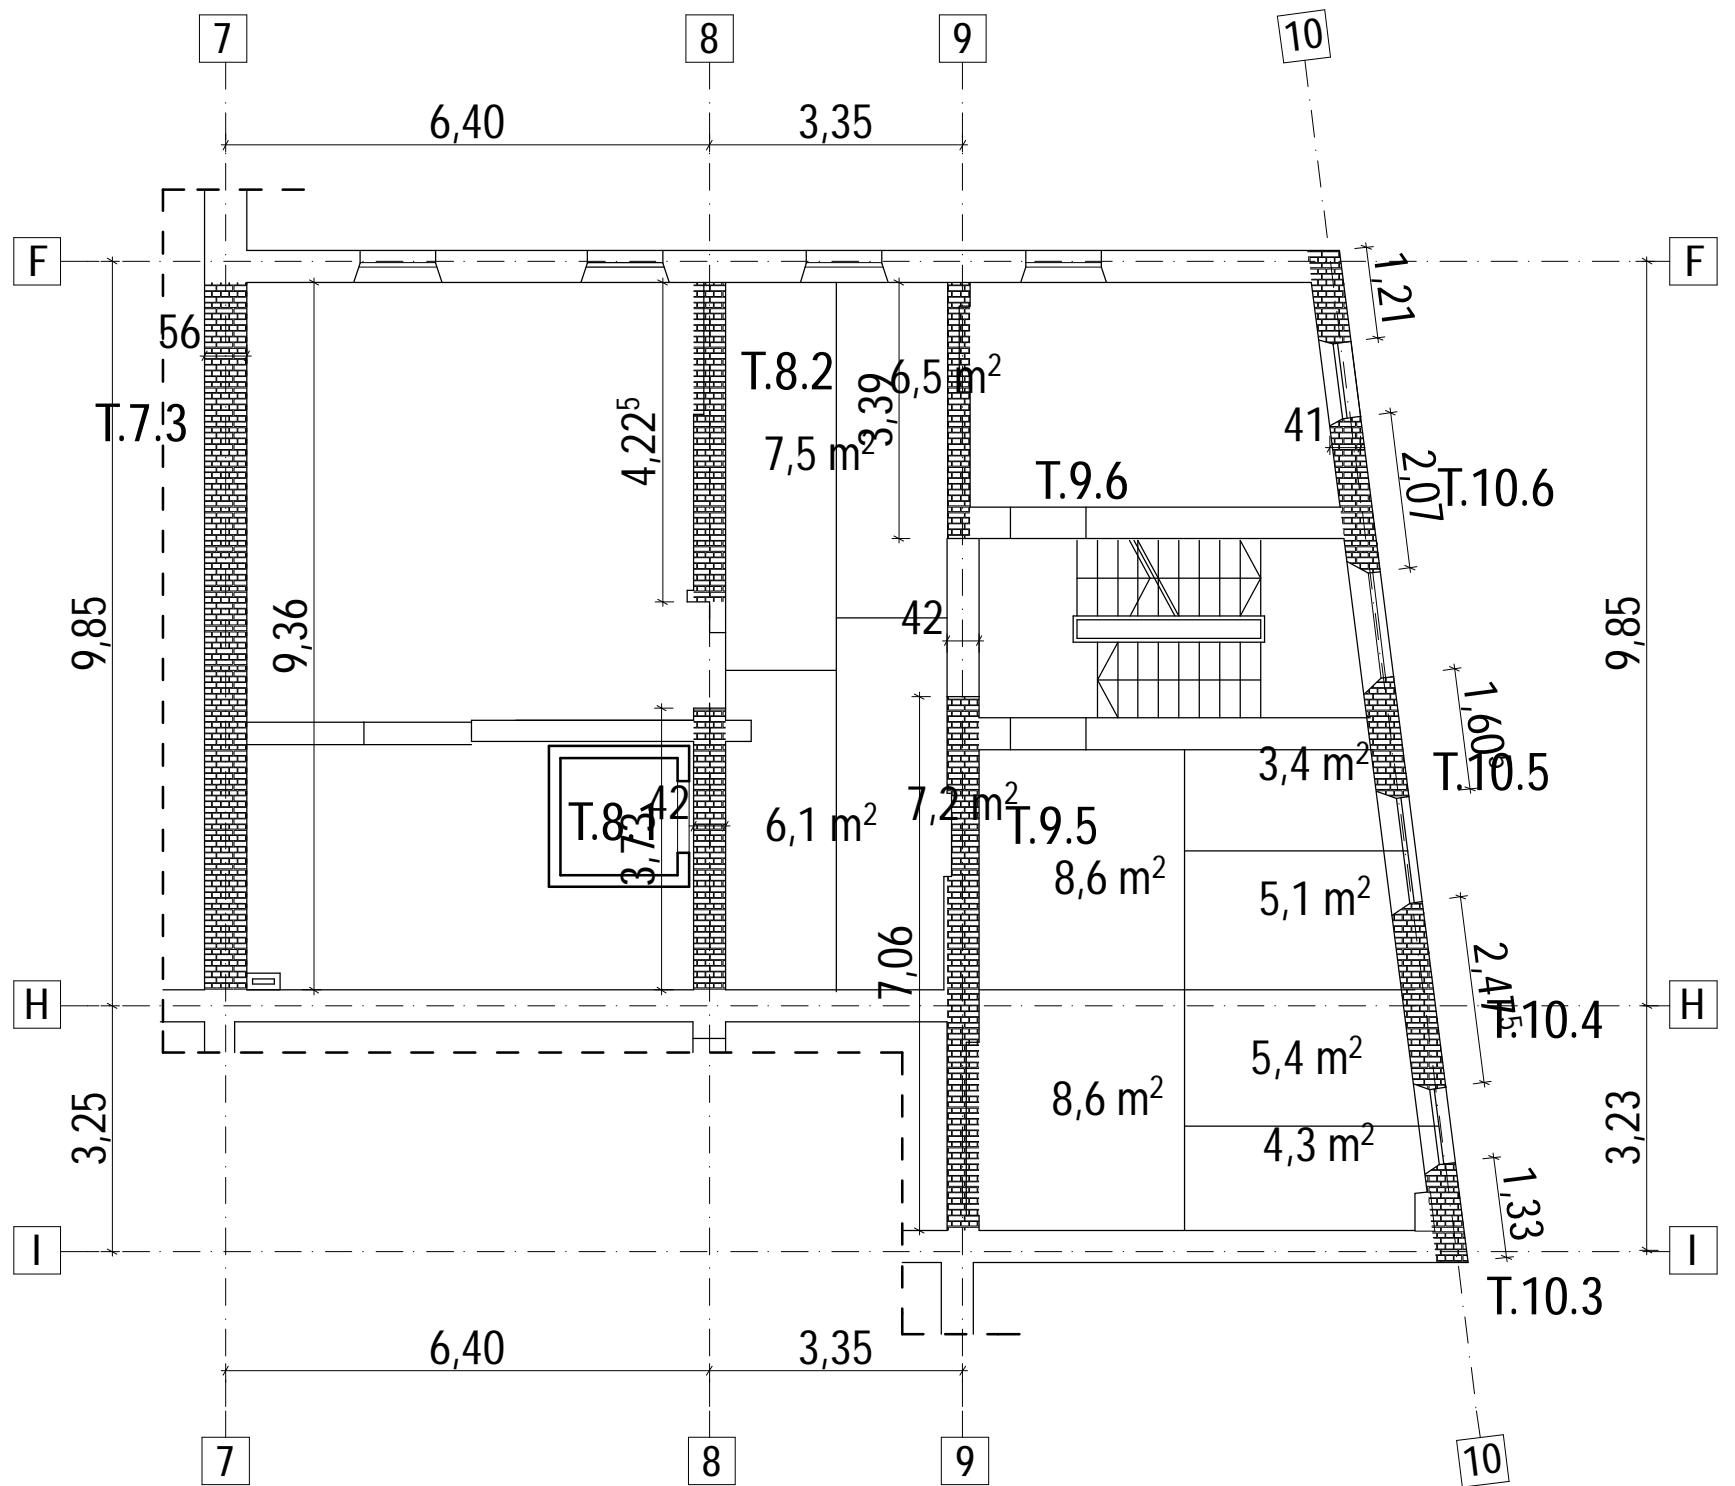 7 8 9 10
6,40 3,35
F F
1,21
56
T.8.2
6,5 m²
3,39
T.7.3
4,22⁵
7,5 m²
41
2,07
T.10.6
T.9.6
9,85
9,36
42
9,85
1,60⁵
3,4 m²
T.10.5
T.8.1
42
3,73
6,1 m²
7,2 m²
T.9.5
8,6 m²
5,1 m²
7,06
2,47⁵
H H
T.10.4
5,4 m²
8,6 m²
3,25
4,3 m²
3,23
1,33
I I
T.10.3
6,40 3,35
7 8 9 10